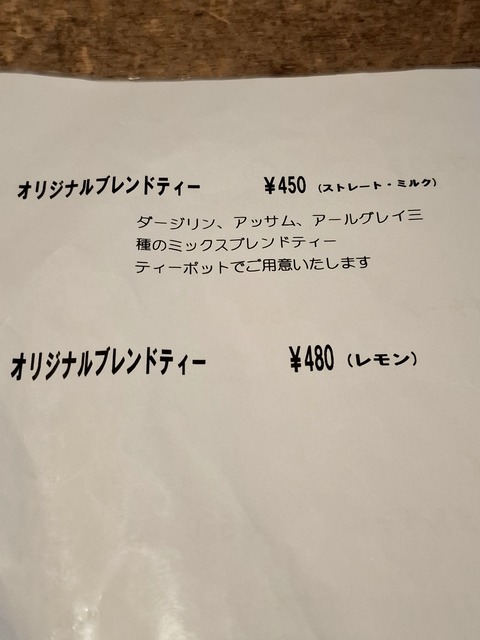 オリジナルブレンドティー ¥450 (ストレート・ミルク)
ダージリン、アッサム、アールグレイ三
種のミックスブレンドティー
ティーポットでご用意いたします
オリジナルブレンドティー ¥480 (レモン)